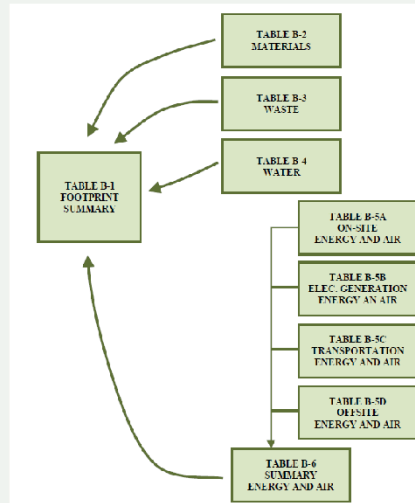 TABLE B-2
MATERIALS
TABLE B-3
WASTE
TABLE B-4
WATER
TABLE B-1
FOOTPRINT
SUMMARY
TABLE B-5A
ON-SITE
ENERGY AND AIR
TABLE B-5B
ELEC. GENERATION
ENERGY AN AIR
TABLE B-5C
TRANSPORTATION
ENERGY AND AIR
TABLE B-5D
OFFSITE
ENERGY AND AIR
TABLE B-6
SUMMARY
ENERGY AND AIR